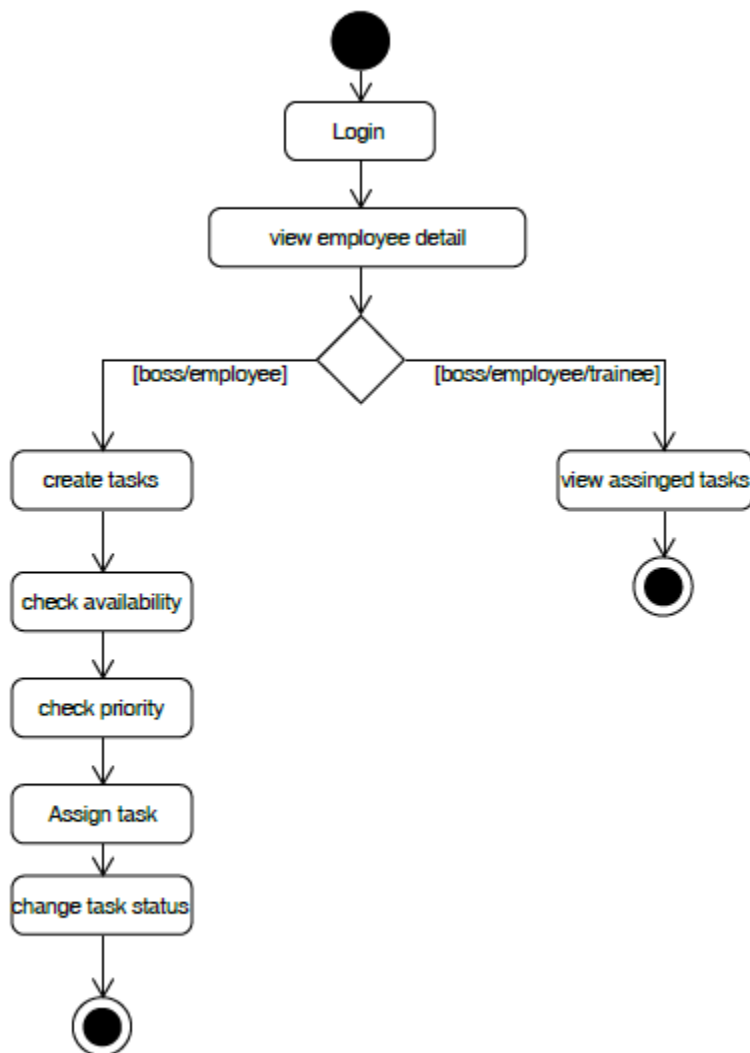 Login
view employee detail
[boss/employee]
[boss/employee/trainee]
create tasks
view assinged tasks
check availability
check priority
Assign task
change task status